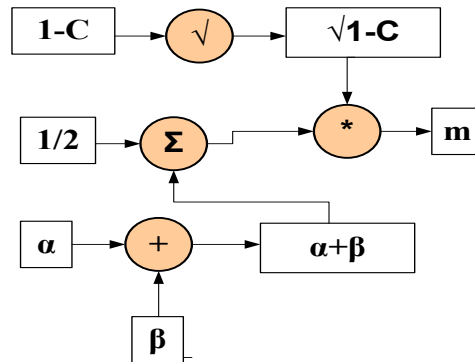 1-C √ √1-C
1/2 Σ * m
α + α+β
β